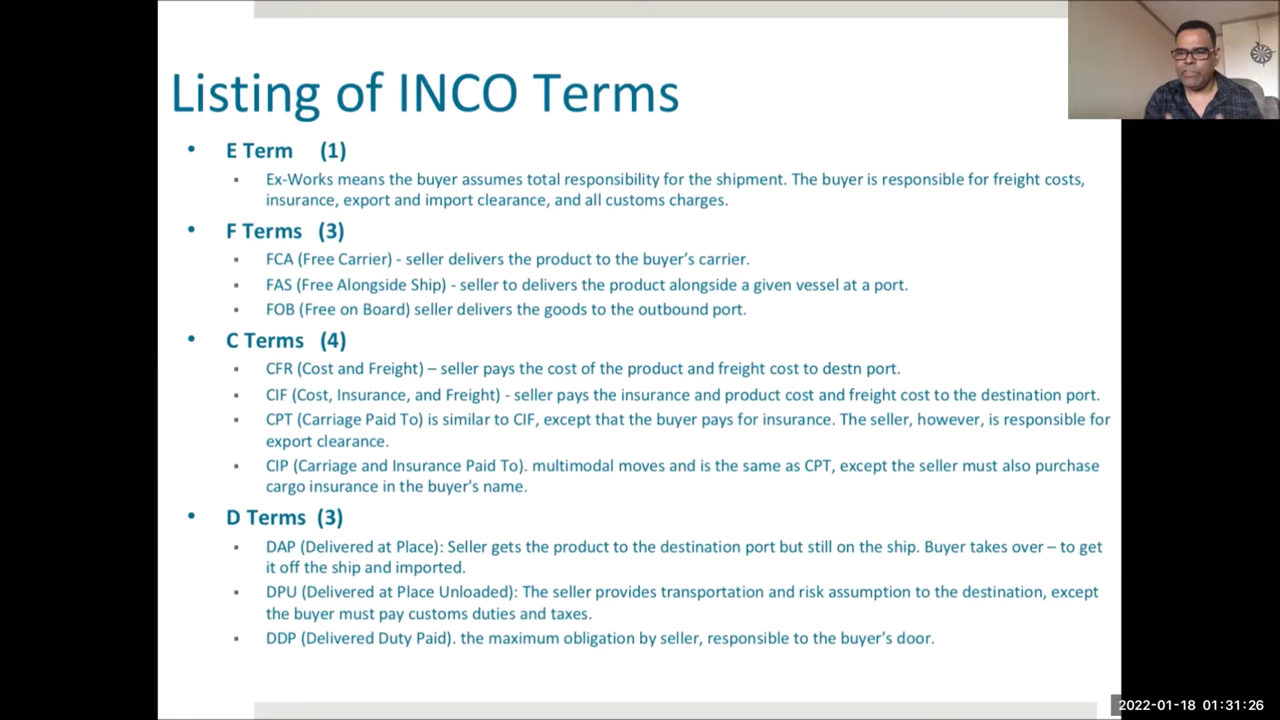 Listing of INCO Terms
• E Term (1)
▪ Ex-Works means the buyer assumes total responsibility for the shipment. The buyer is responsible for freight costs,
insurance, export and import clearance, and all customs charges.
• F Terms (3)
▪ FCA (Free Carrier) - seller delivers the product to the buyer’s carrier.
▪ FAS (Free Alongside Ship) - seller to delivers the product alongside a given vessel at a port.
▪ FOB (Free on Board) seller delivers the goods to the outbound port.
• C Terms (4)
▪ CFR (Cost and Freight) – seller pays the cost of the product and freight cost to destn port.
▪ CIF (Cost, Insurance, and Freight) - seller pays the insurance and product cost and freight cost to the destination port.
▪ CPT (Carriage Paid To) is similar to CIF, except that the buyer pays for insurance. The seller, however, is responsible for
export clearance.
▪ CIP (Carriage and Insurance Paid To). multimodal moves and is the same as CPT, except the seller must also purchase
cargo insurance in the buyer's name.
• D Terms (3)
▪ DAP (Delivered at Place): Seller gets the product to the destination port but still on the ship. Buyer takes over – to get
it off the ship and imported.
▪ DPU (Delivered at Place Unloaded): The seller provides transportation and risk assumption to the destination, except
the buyer must pay customs duties and taxes.
▪ DDP (Delivered Duty Paid). the maximum obligation by seller, responsible to the buyer’s door.
2022-01-18 01:31:26